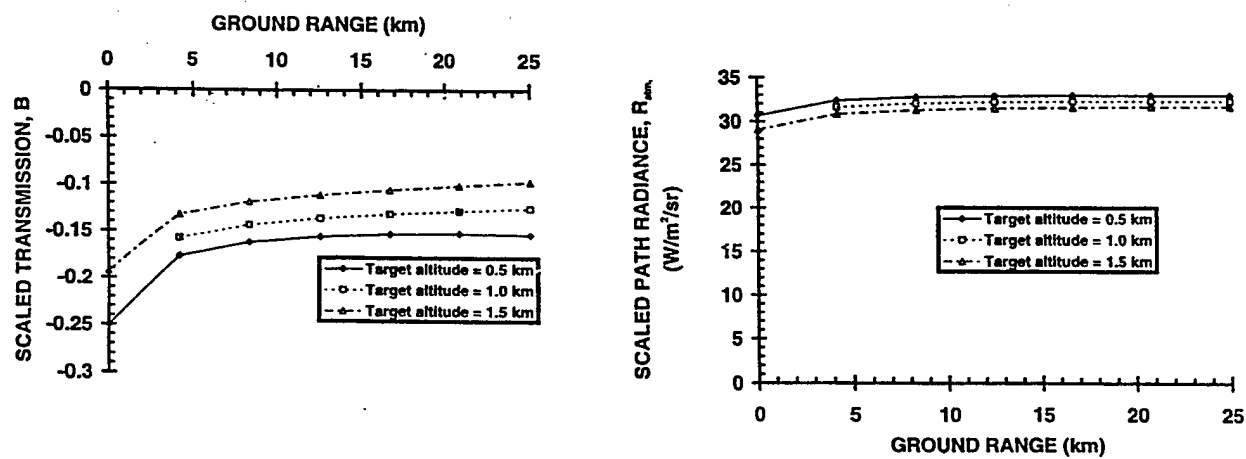 GROUND RANGE (km)
0 5 10 15 20 25
0
-0.05
-0.1
-0.15
-0.2
-0.25
-0.3
SCALED TRANSMISSION, B
Target altitude = 0.5 km
Target altitude = 1.0 km
Target altitude = 1.5 km
35
30
25
20
15
10
5
0
SCALED PATH RADIANCE, R atm,
(W/m²/sr)
Target altitude = 0.5 km
Target altitude = 1.0 km
Target altitude = 1.5 km
0 5 10 15 20 25
GROUND RANGE (km)